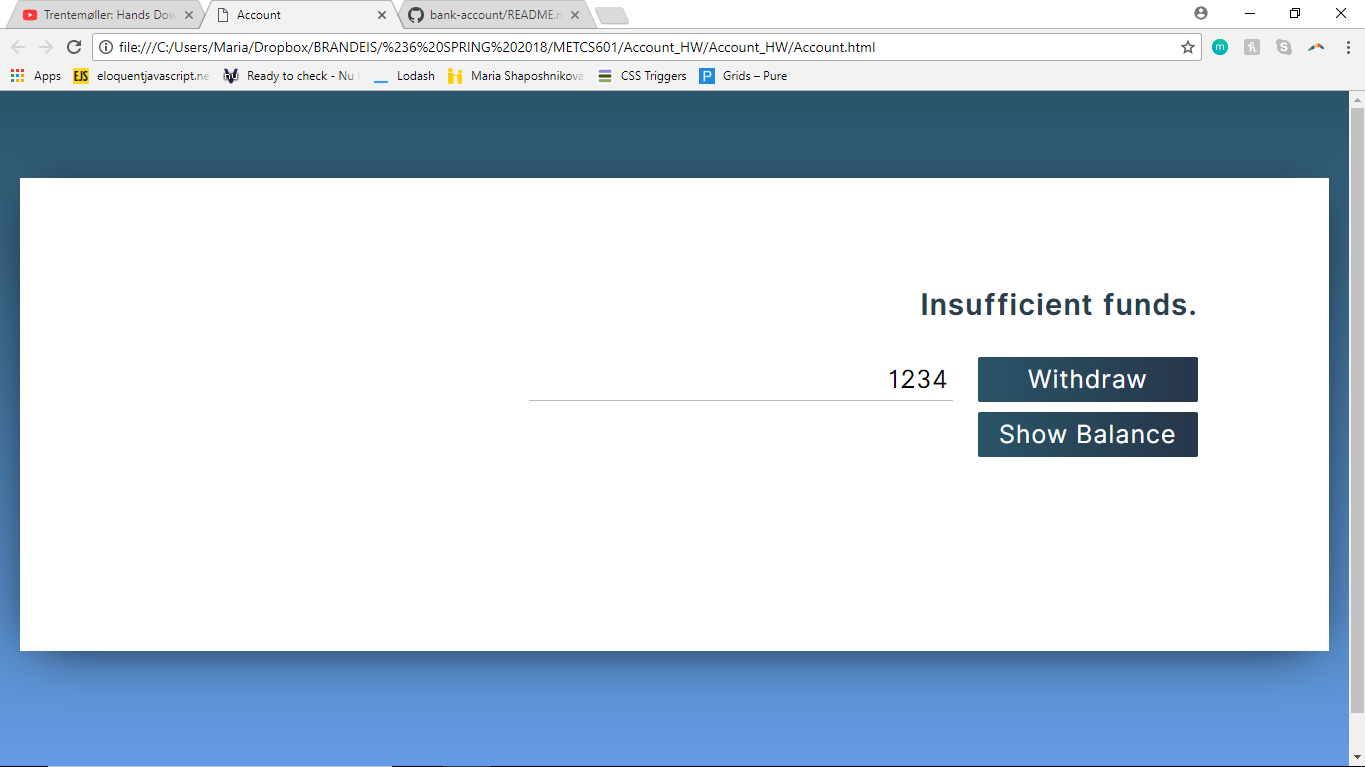 Trentemøller: Hands Dow
Account
bank-account/README.m
file:///C:/Users/Maria/Dropbox/BRANDEIS/%236%20SPRING%202018/METCS601/Account_HW/Account_HW/Account.html
m
S
Apps
EJS eloquentjavascript.ne
nu Ready to check - Nu
Lodash
Maria Shaposhnikova
CSS Triggers
P Grids – Pure
Insufficient funds.
1234
Withdraw
Show Balance